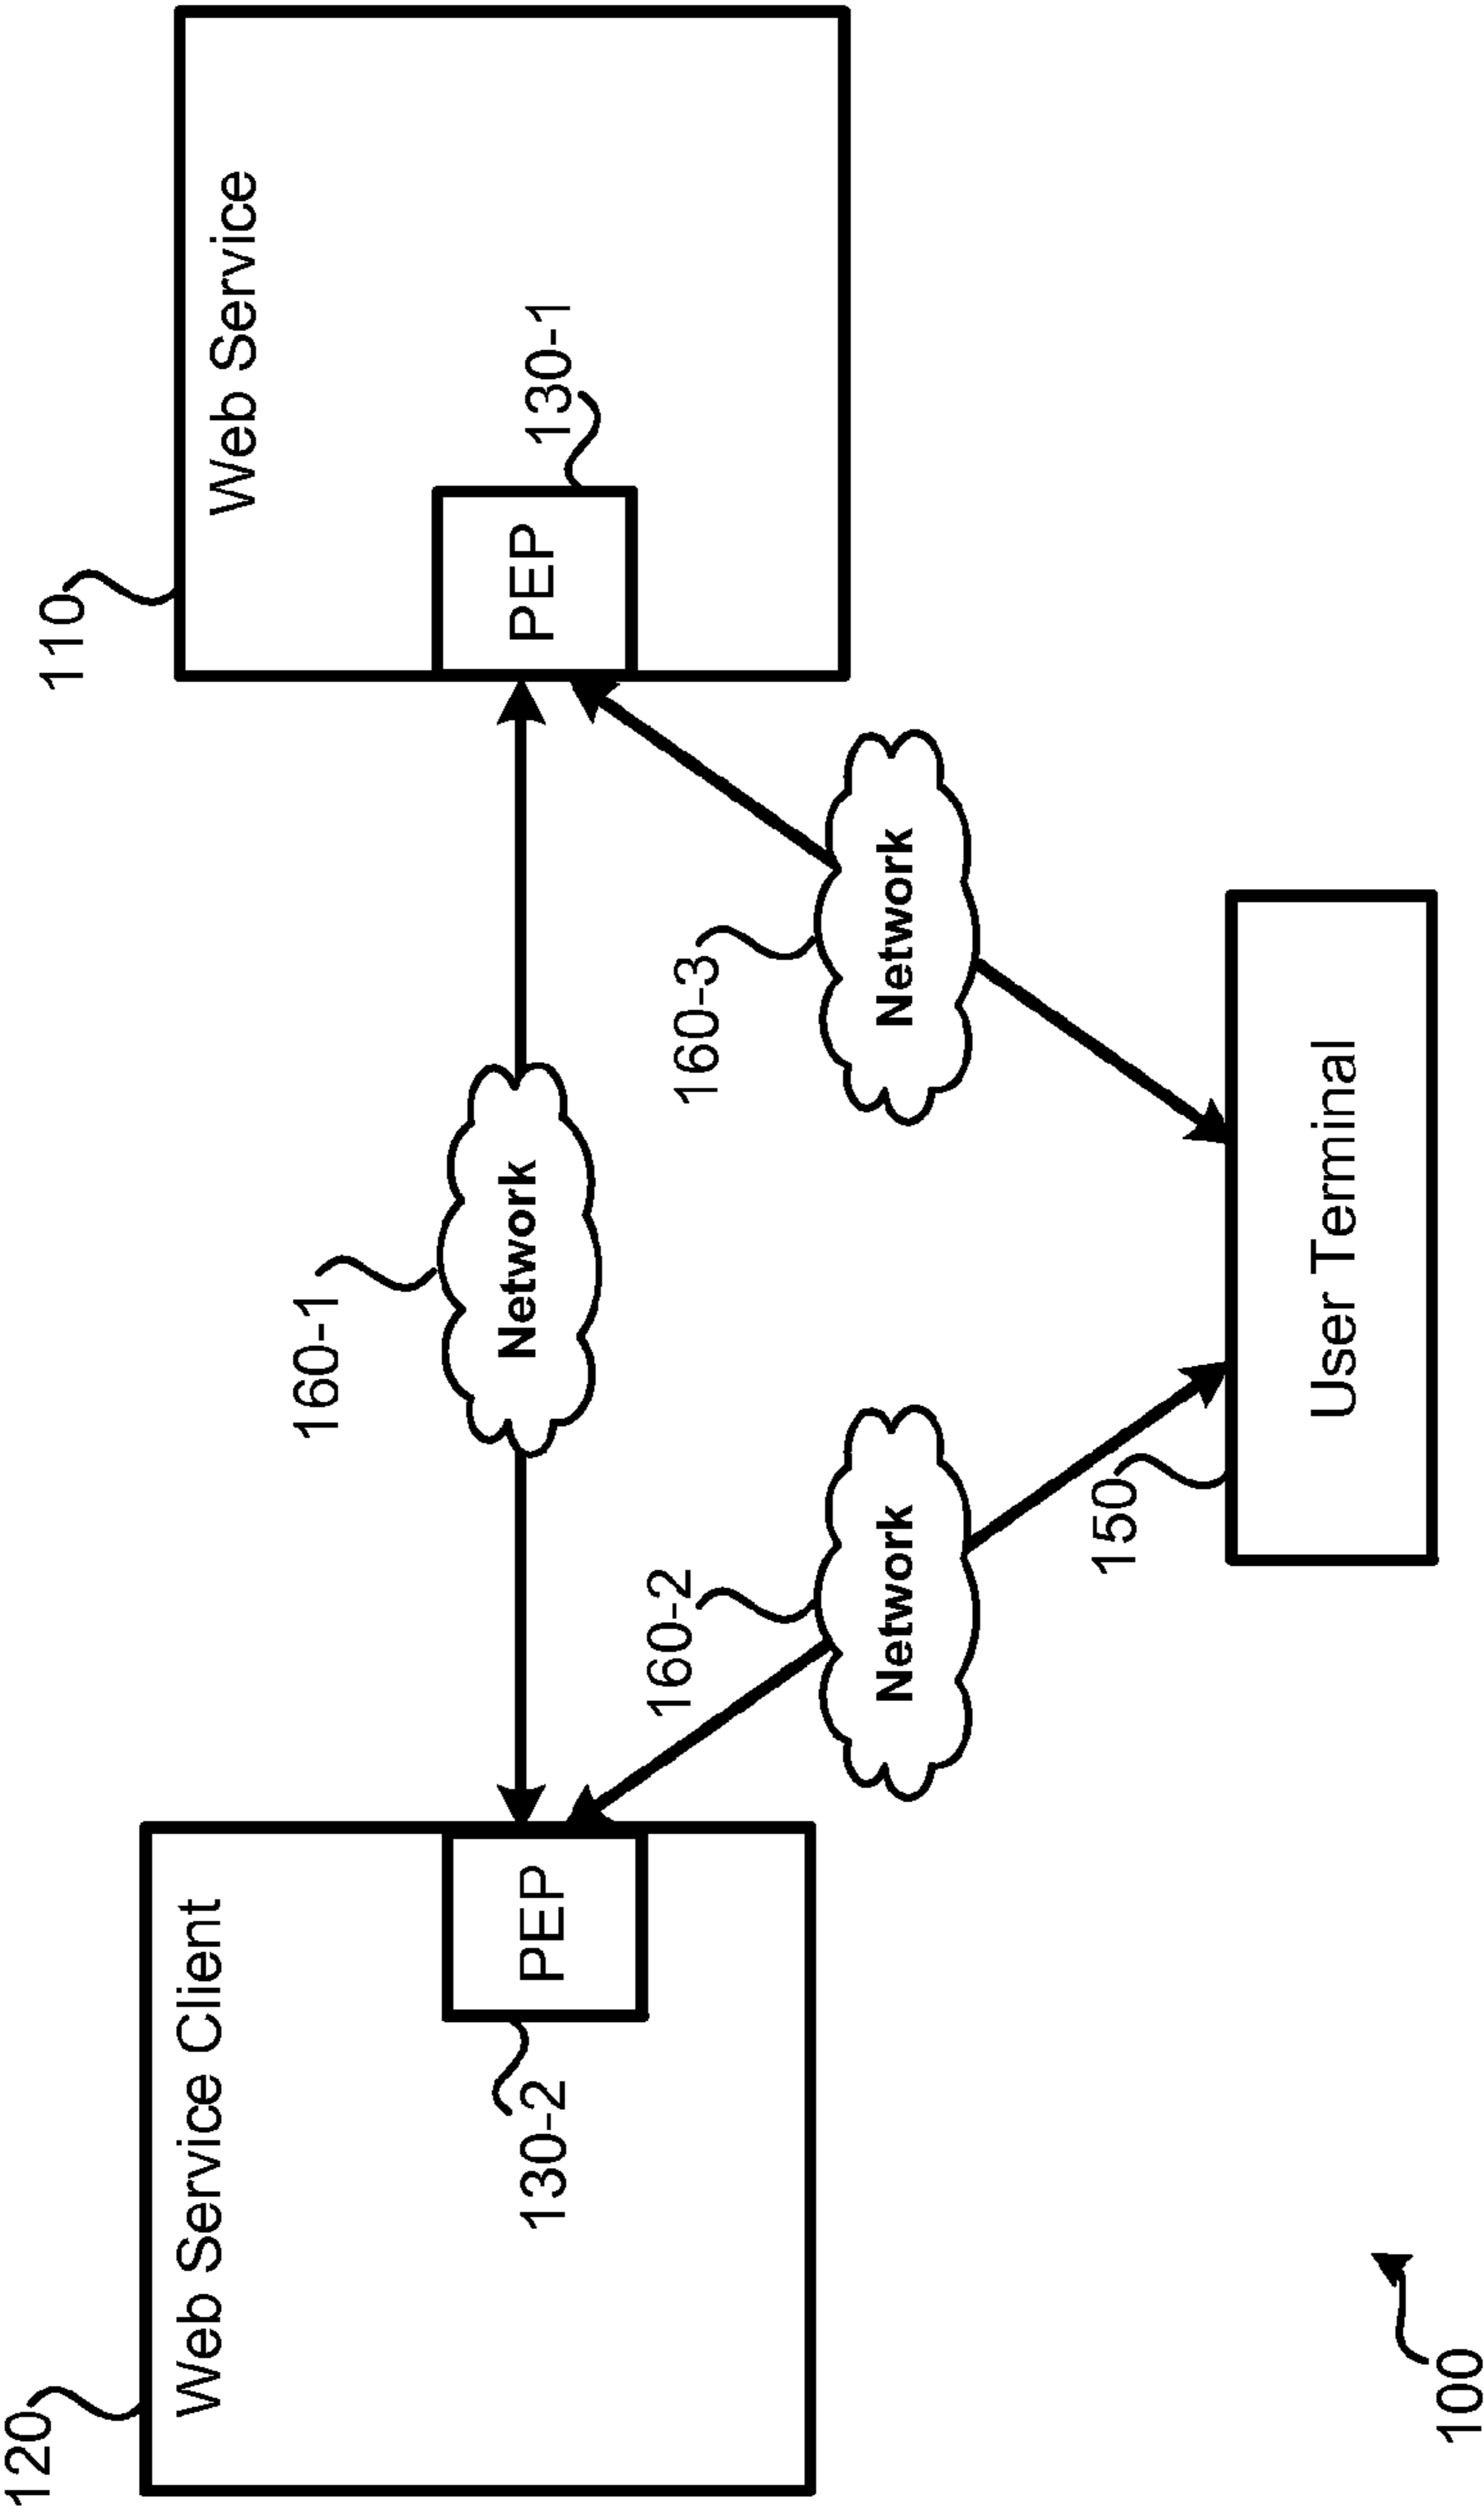 120
Web Service Client
130-2
PEP
160-1
Network
110
Web Service
PEP
130-1
160-2
Network
160-3
Network
150
User Terminal
100